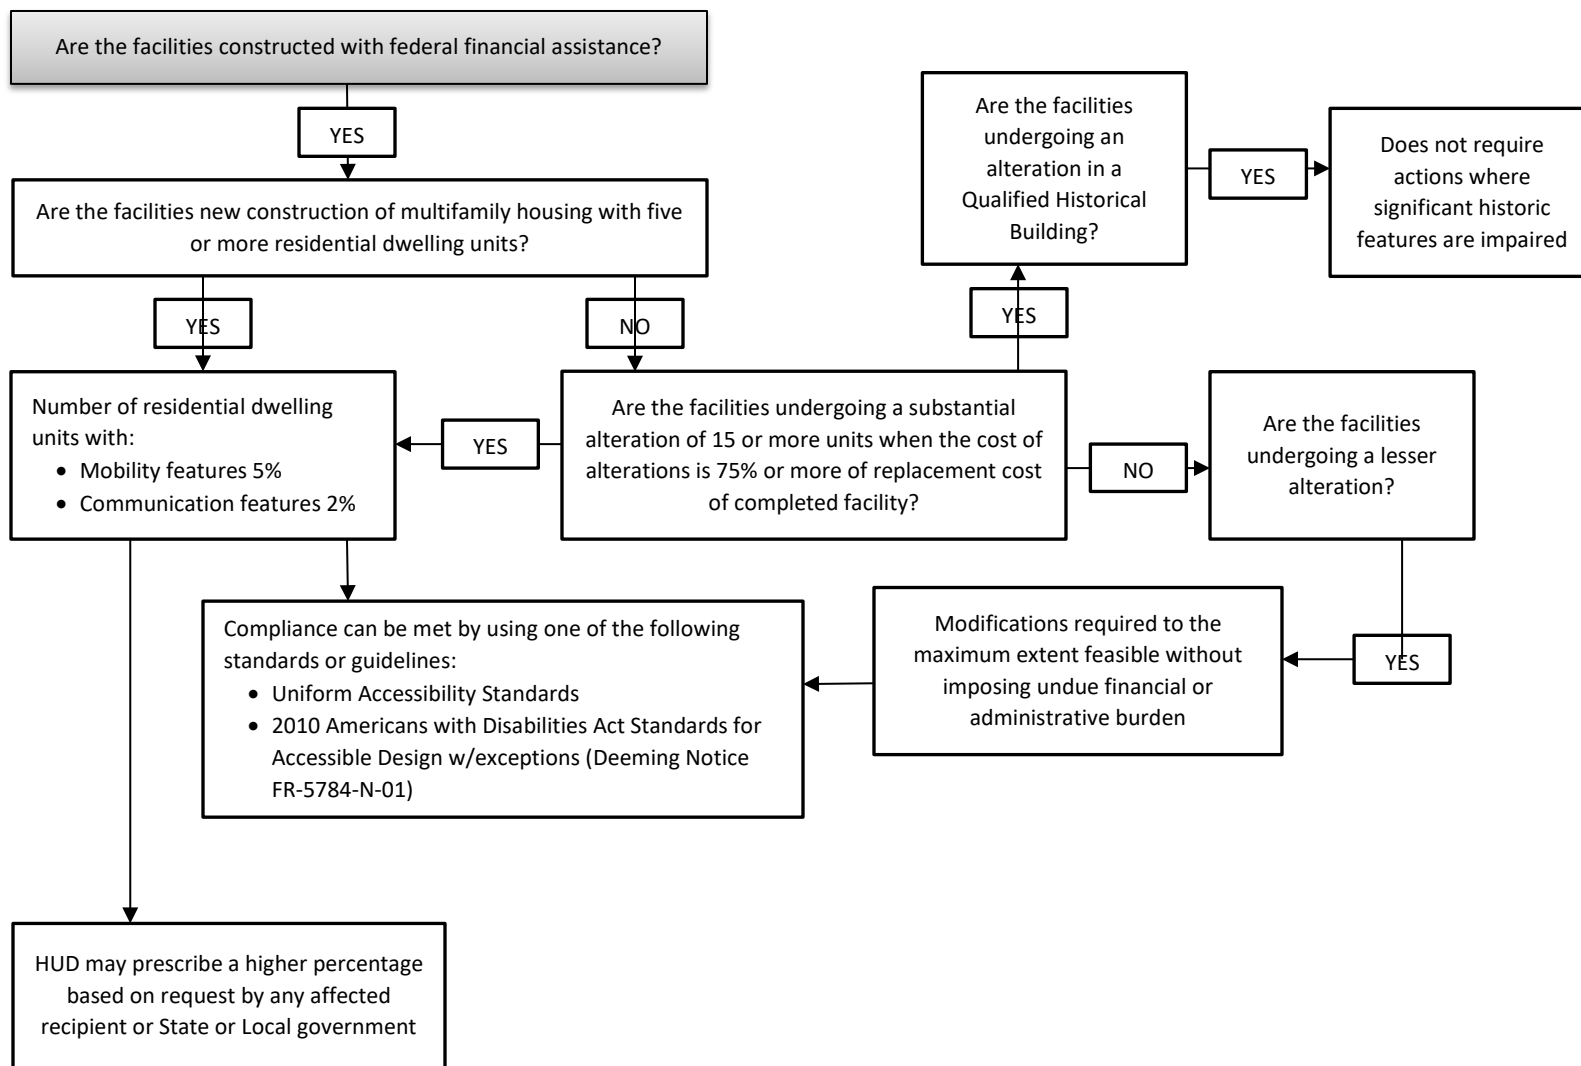 Are the facilities constructed with federal financial assistance?
YES
Are the facilities new construction of multifamily housing with five
or more residential dwelling units?
YES
NO
Number of residential dwelling
units with:
• Mobility features 5%
• Communication features 2%
YES
Are the facilities undergoing a substantial
alteration of 15 or more units when the cost of
alterations is 75% or more of replacement cost
of completed facility?
YES
Are the facilities
undergoing an
alteration in a
Qualified Historical
Building?
YES
Does not require
actions where
significant historic
features are impaired
NO
Are the facilities
undergoing a lesser
alteration?
YES
Modifications required to the
maximum extent feasible without
imposing undue financial or
administrative burden
Compliance can be met by using one of the following
standards or guidelines:
• Uniform Accessibility Standards
• 2010 Americans with Disabilities Act Standards for
Accessible Design w/exceptions (Deeming Notice
FR-5784-N-01)
HUD may prescribe a higher percentage
based on request by any affected
recipient or State or Local government